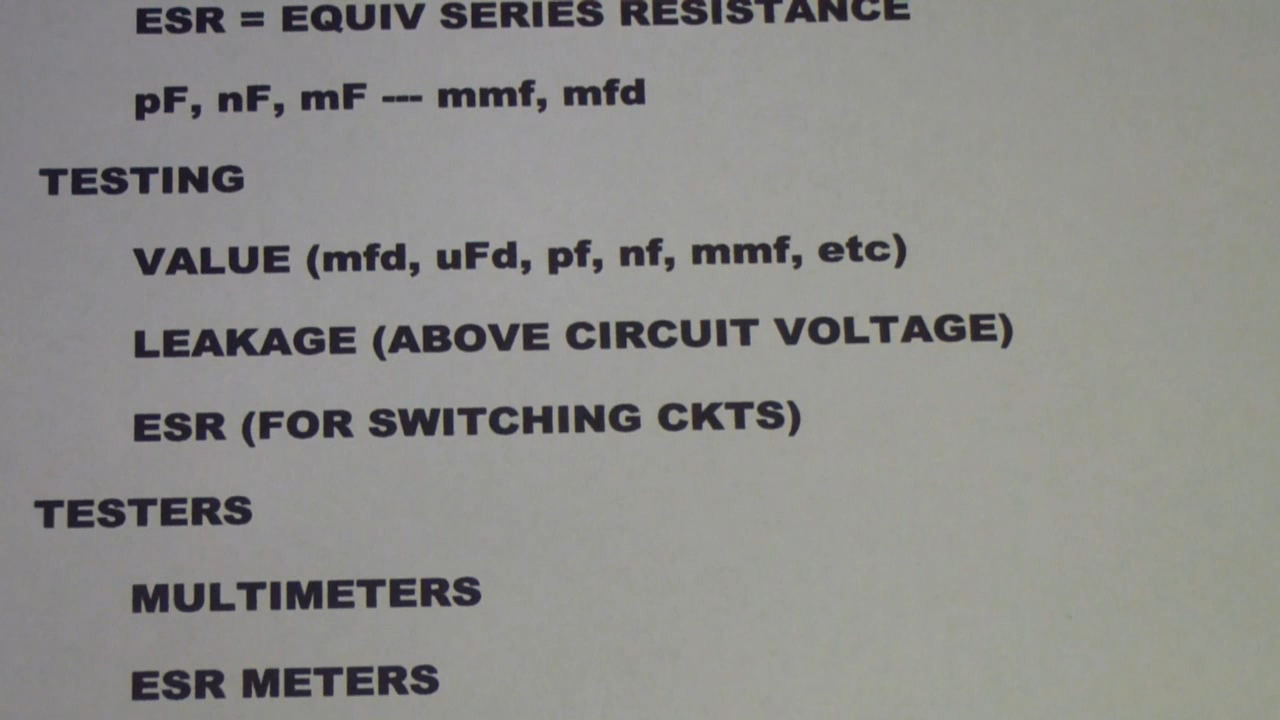 ESR = EQUIV SERIES RESISTANCE
pF, nF, mF --- mmf, mfd
TESTING
VALUE (mfd, uFd, pf, nf, mmf, etc)
LEAKAGE (ABOVE CIRCUIT VOLTAGE)
ESR (FOR SWITCHING CKTS)
TESTERS
MULTIMETERS
ESR METERS